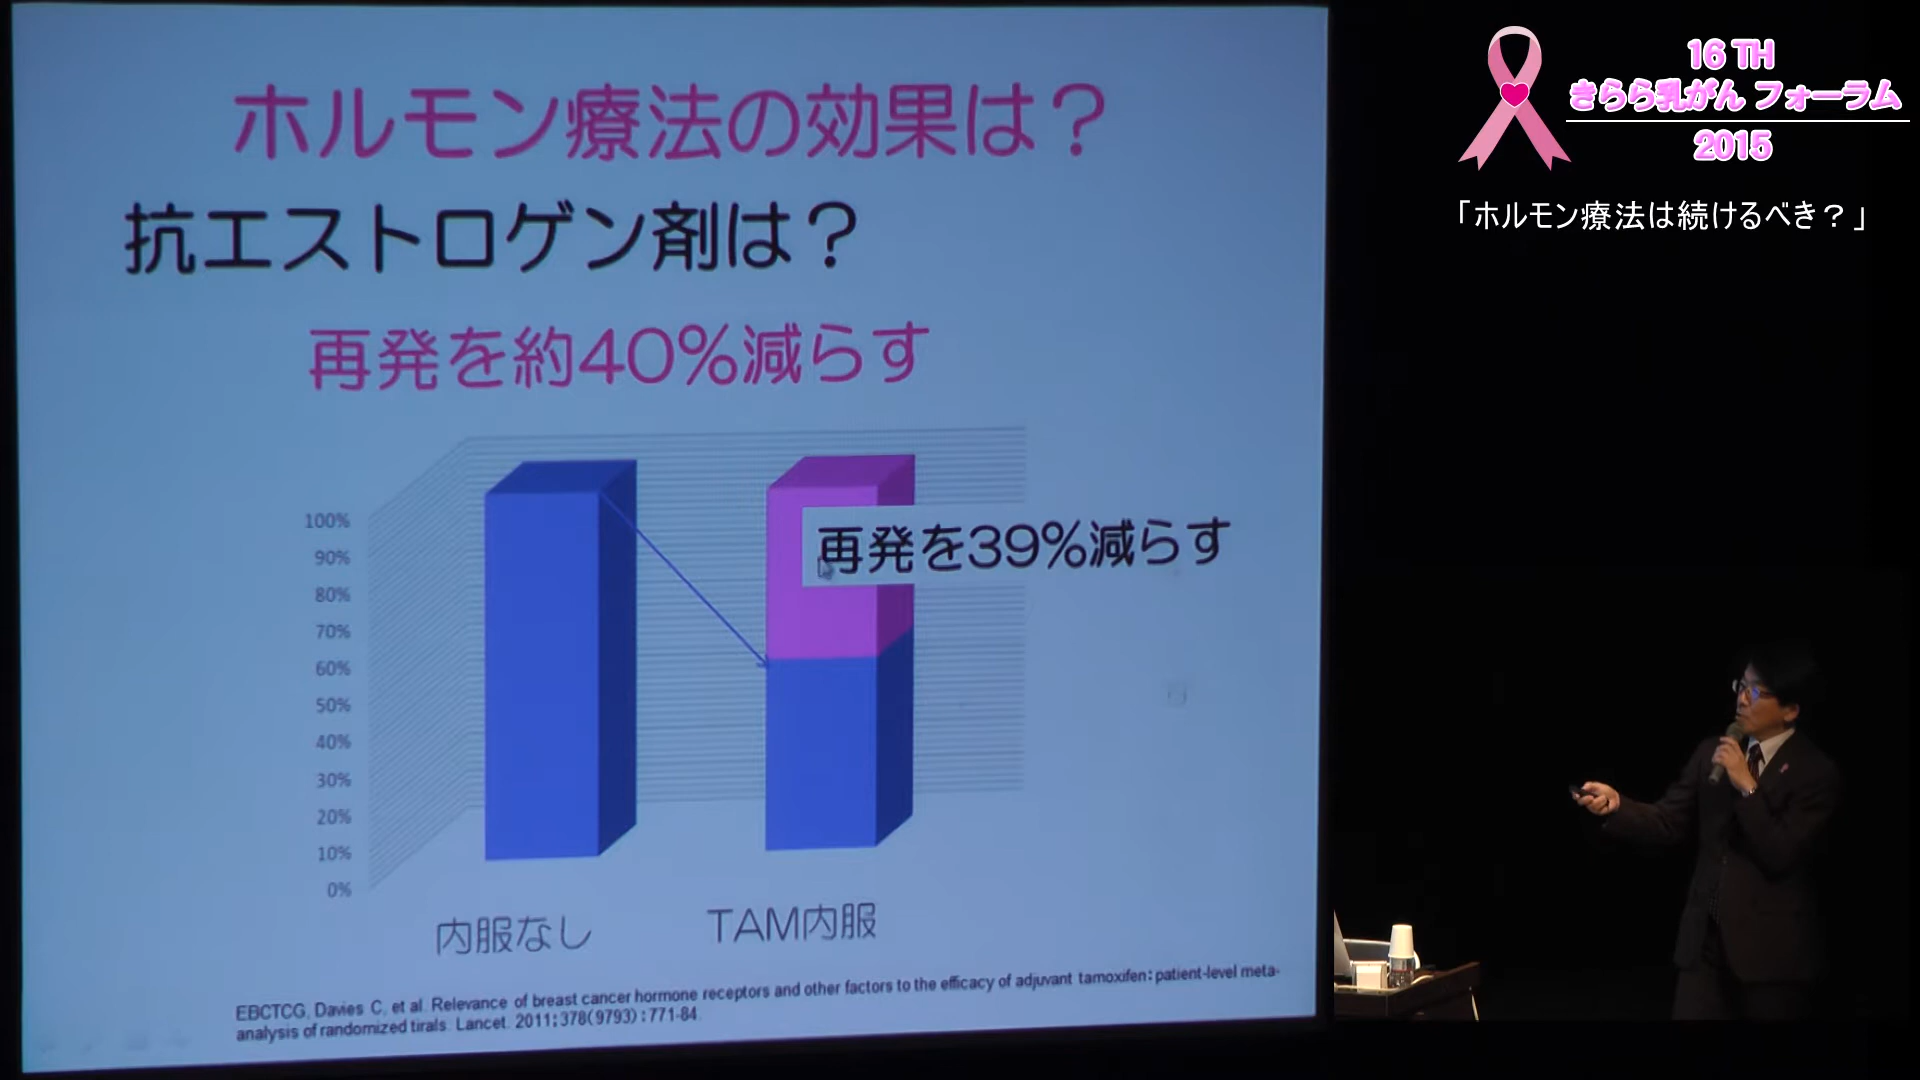 ホルモン療法の効果は？
抗エストロゲン剤は？
再発を約40%減らす
100%
90%
80%
70%
60%
50%
40%
30%
20%
10%
0%
再発を39%減らす
内服なし
TAM内服
EBCTCG, Davies C, et al. Relevance of breast cancer hormone receptors and other factors to the efficacy of adjuvant tamoxifen: patient-level meta-
analysis of randomized tirals. Lancet. 2011;378(9793):771-84.
16 TH
きらら乳がん フォーラム
2015
「ホルモン療法は続けるべき？」